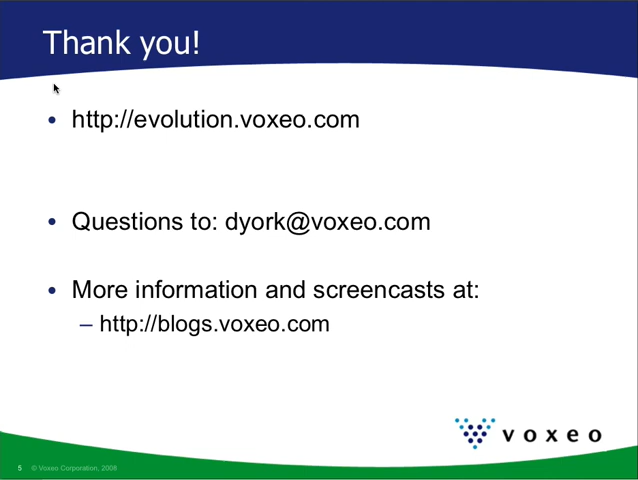 Thank you!
• http://evolution.voxeo.com
• Questions to: dyork@voxeo.com
• More information and screencasts at:
– http://blogs.voxeo.com
voxeo
5 © Voxeo Corporation, 2008